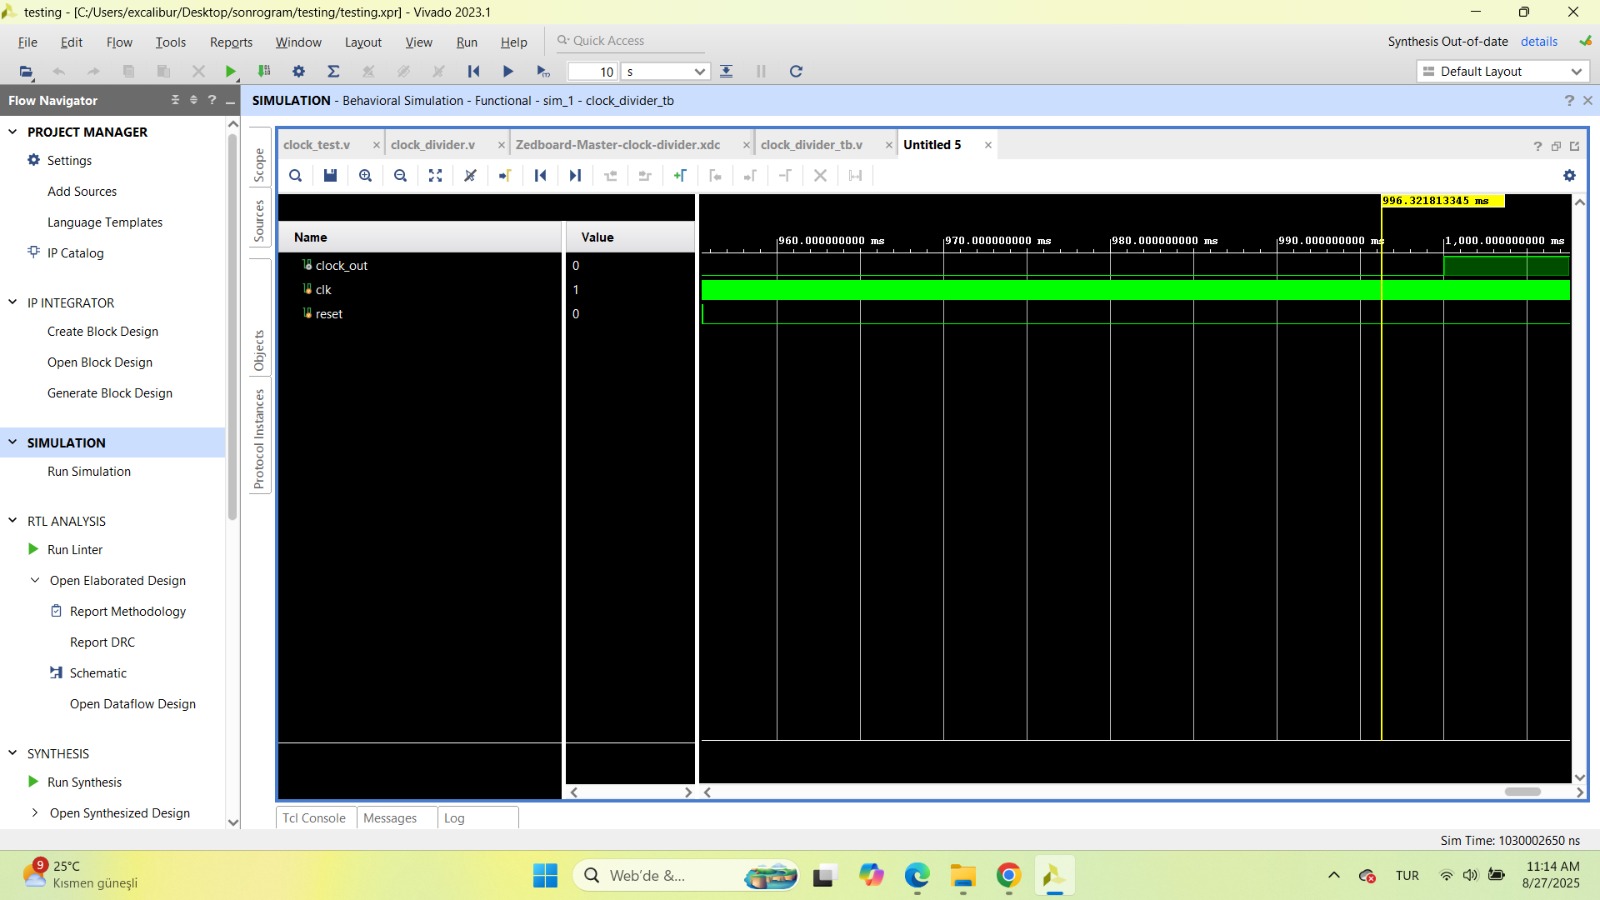 testing - [C:/Users/excalibur/Desktop/sonrogram/testing/testing.xpr] - Vivado 2023.1
File Edit Flow Tools Reports Window Layout View Run Help Quick Access
Synthesis Out-of-date details
10 s
Default Layout
Flow Navigator
SIMULATION - Behavioral Simulation - Functional - sim_1 - clock_divider_tb
PROJECT MANAGER
Settings
Add Sources
Language Templates
IP Catalog
IP INTEGRATOR
Create Block Design
Open Block Design
Generate Block Design
SIMULATION
Run Simulation
RTL ANALYSIS
Run Linter
Open Elaborated Design
Report Methodology
Report DRC
Schematic
Open Dataflow Design
SYNTHESIS
Run Synthesis
Open Synthesized Design
Scope
Sources
Objects
Protocol Instances
clock_test.v
clock_divider.v
Zedboard-Master-clock-divider.xdc
clock_divider_tb.v
Untitled 5
Name Value
clock_out 0
clk 1
reset 0
996.321813345 ms
960.000000000 ms 970.000000000 ms 980.000000000 ms 990.000000000 ms 1,000.000000000 ms
Tcl Console Messages Log
Sim Time: 1030002650 ns
9
25°C
Kısmen güneşli
Web'de &...
TUR
11:14 AM
8/27/2025